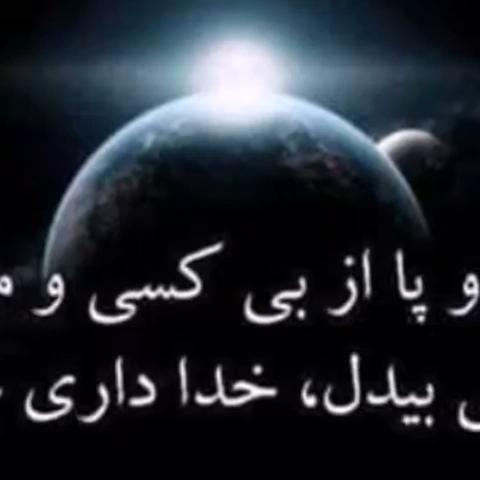 و پا از بی کسی و
بیدل، خدا داری